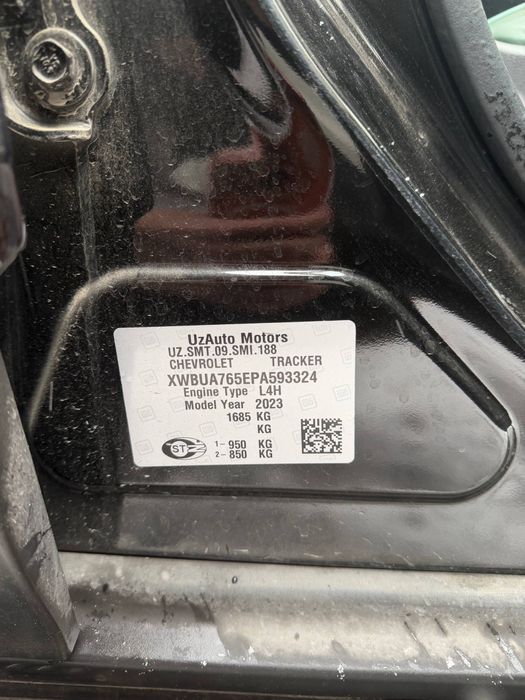 UzAuto Motors
UZ.SMT.09.SMI.188
CHEVROLET TRACKER
XWBUA765EPA593324
Engine Type L4H
Model Year 2023
1685 KG
KG
1- 950 KG
2- 850 KG
ST